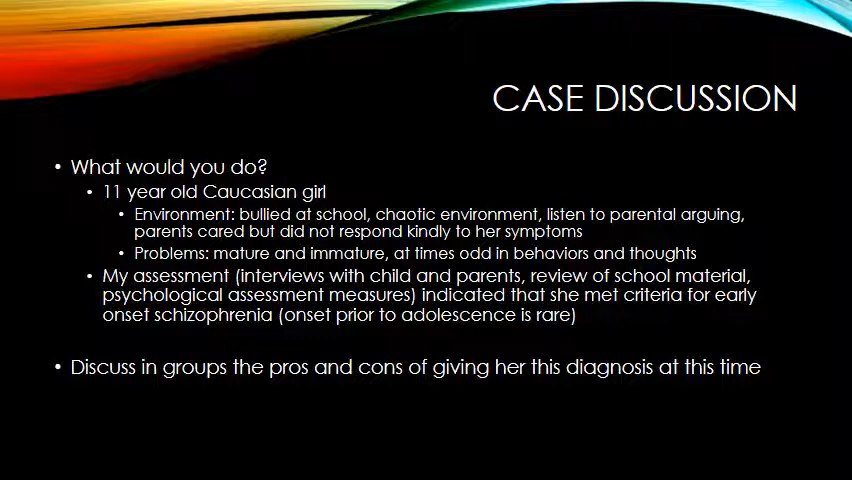 CASE DISCUSSION
• What would you do?
• 11 year old Caucasian girl
• Environment: bullied at school, chaotic environment, listen to parental arguing,
parents cared but did not respond kindly to her symptoms
• Problems: mature and immature, at times odd in behaviors and thoughts
• My assessment (interviews with child and parents, review of school material,
psychological assessment measures) indicated that she met criteria for early
onset schizophrenia (onset prior to adolescence is rare)
• Discuss in groups the pros and cons of giving her this diagnosis at this time